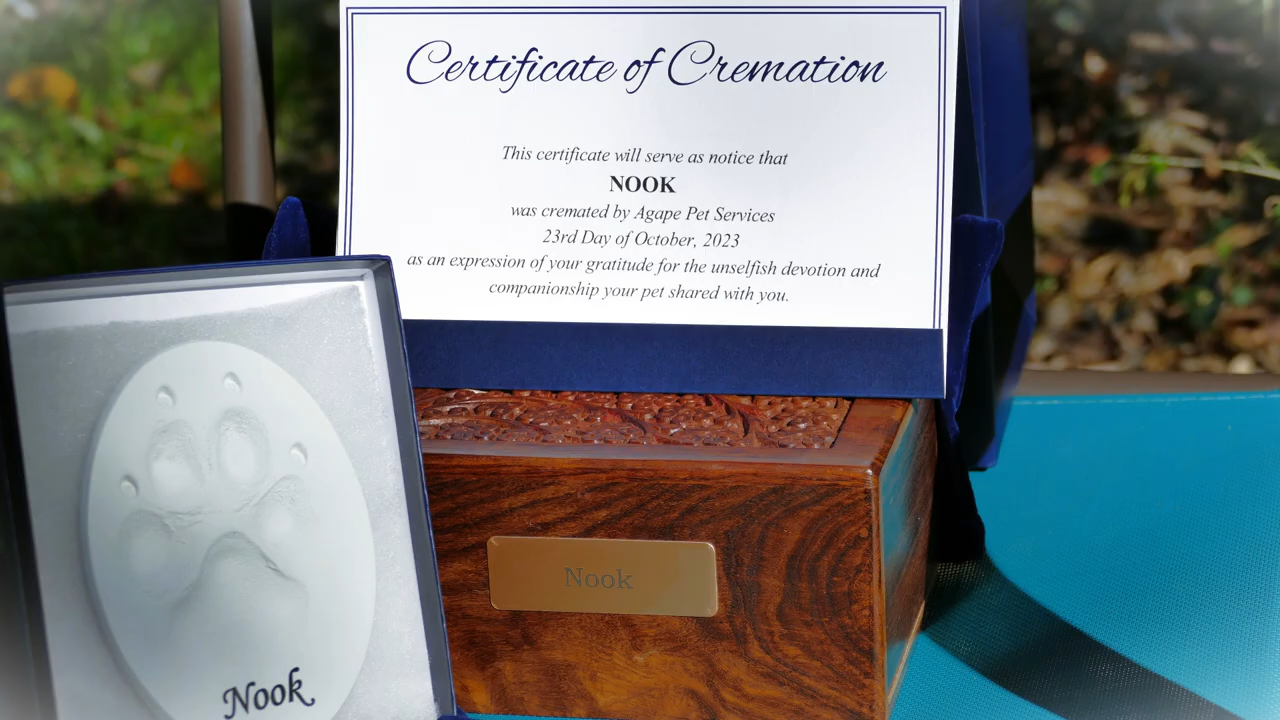 Certificate of Cremation
This certificate will serve as notice that
NOOK
was cremated by Agape Pet Services
23rd Day of October, 2023
as an expression of your gratitude for the unselfish devotion and
companionship your pet shared with you.
Nook
Nook